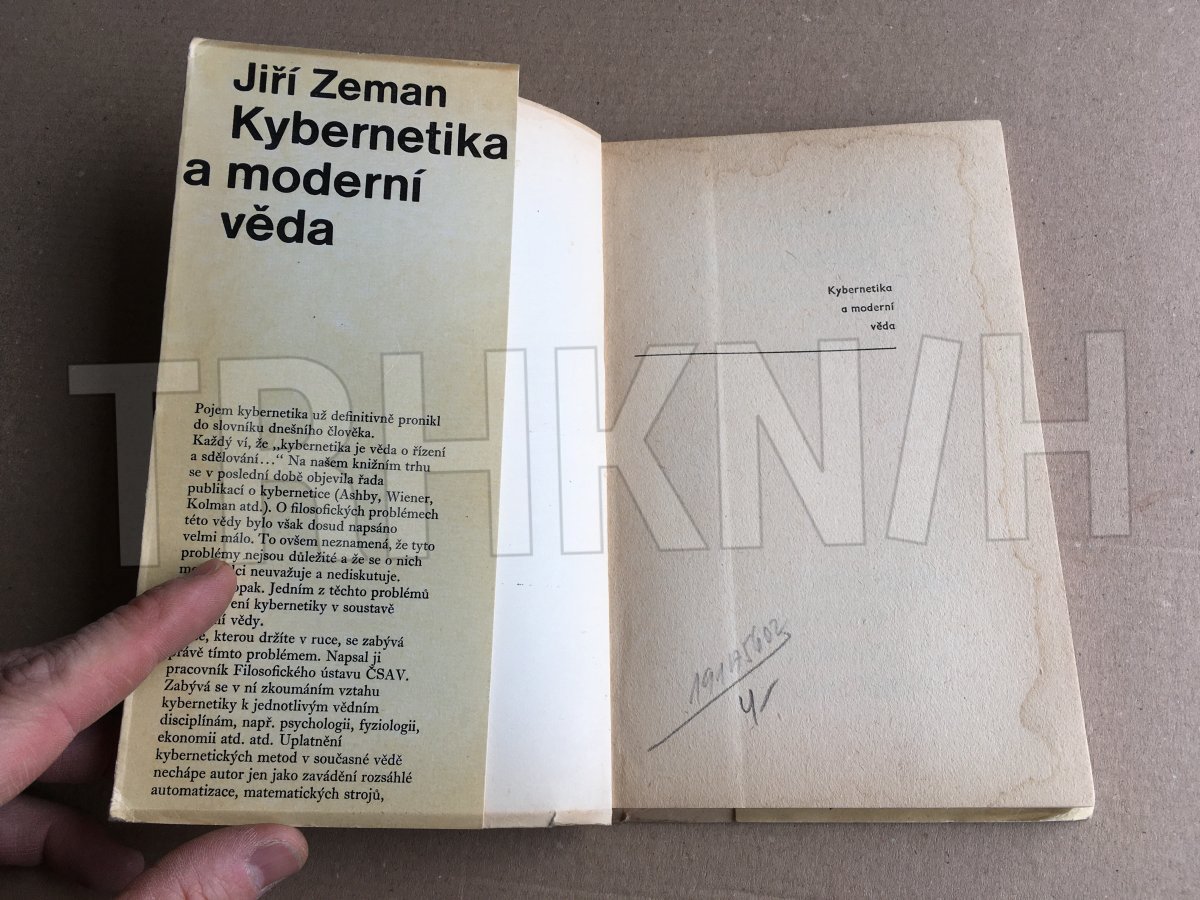 Jiří Zeman
Kybernetika
a moderní
věda
Pojem kybernetika už definitivně pronikl
do slovníku dnešního člověka.
Každý ví, že „kybernetika je věda o řízení
a sdělování...“ Na našem knižním trhu
se v poslední době objevila řada
publikací o kybernetice (Ashby, Wiener,
Kolman atd.). O filosofických problémech
této vědy bylo však dosud napsáno
velmi málo. To ovšem neznamená, že tyto
problémy nejsou důležité a že se o nich
neuvažuje a nediskutuje.
Jedním z těchto problémů
kybernetiky v soustavě
vědy.
kterou držíte v ruce, se zabývá
právě tímto problémem. Napsal ji
pracovník Filosofického ústavu ČSAV.
Zabývá se v ní zkoumáním vztahu
kybernetiky k jednotlivým vědním
disciplínám, např. psychologii, fyziologii,
ekonomii atd. atd. Uplatnění
kybernetických metod v současné vědě
nechápe autor jen jako zavádění rozsáhlé
automatizace, matematických strojů,
Kybernetika
a moderní
věda
4-
TRHKNIH